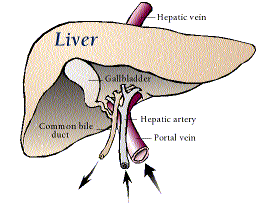 Hepatic vein
Liver
Gallbladder
Hepatic artery
Common bile
duct
Portal vein